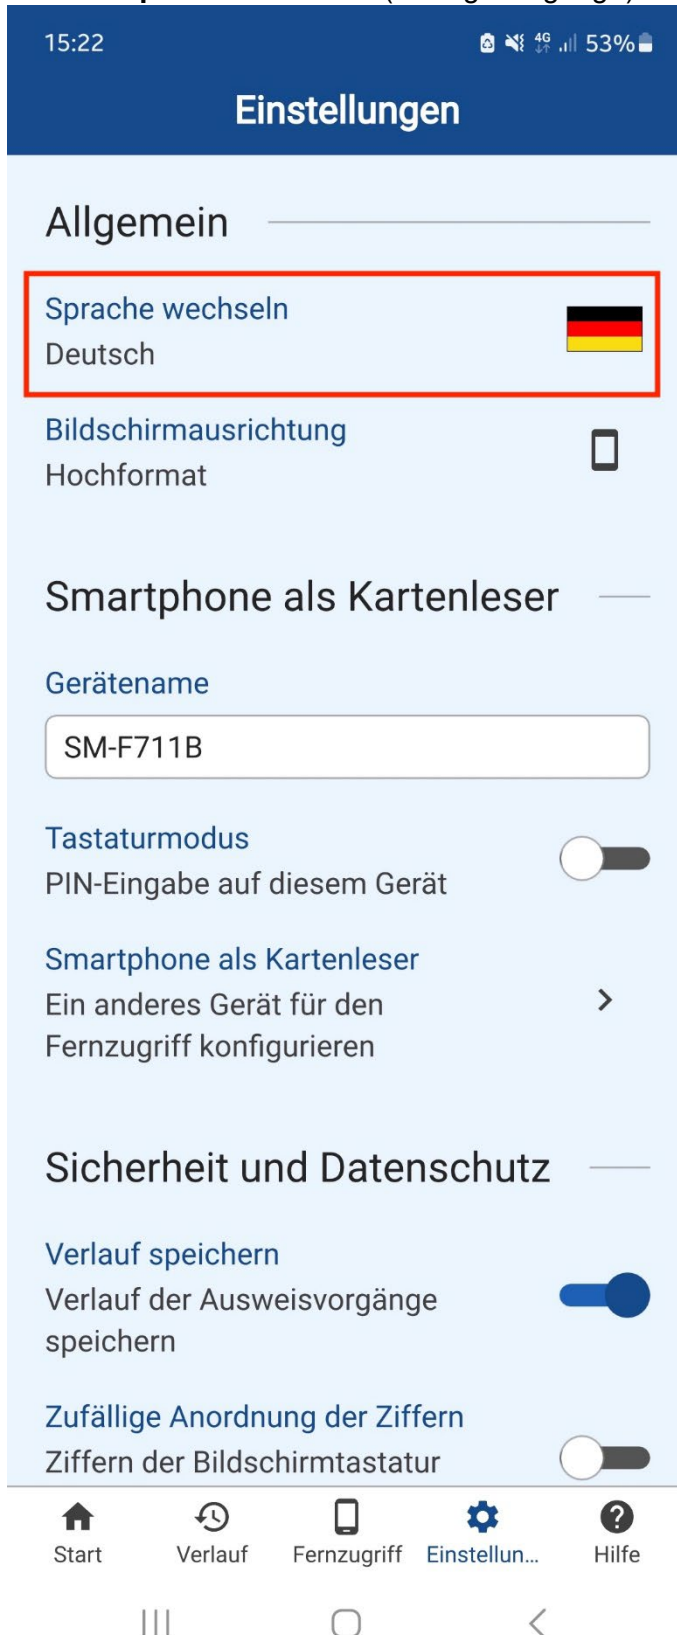 15:22
4G
53%
Einstellungen
Allgemein
Sprache wechseln
Deutsch
Bildschirmausrichtung
Hochformat
Smartphone als Kartenleser
Gerätename
SM-F711B
Tastaturmodus
PIN-Eingabe auf diesem Gerät
Smartphone als Kartenleser
Ein anderes Gerät für den
Fernzugriff konfigurieren
Sicherheit und Datenschutz
Verlauf speichern
Verlauf der Ausweisvorgänge
speichern
Zufällige Anordnung der Ziffern
Ziffern der Bildschirmtastatur
Start
Verlauf
Fernzugriff
Einstellun...
Hilfe